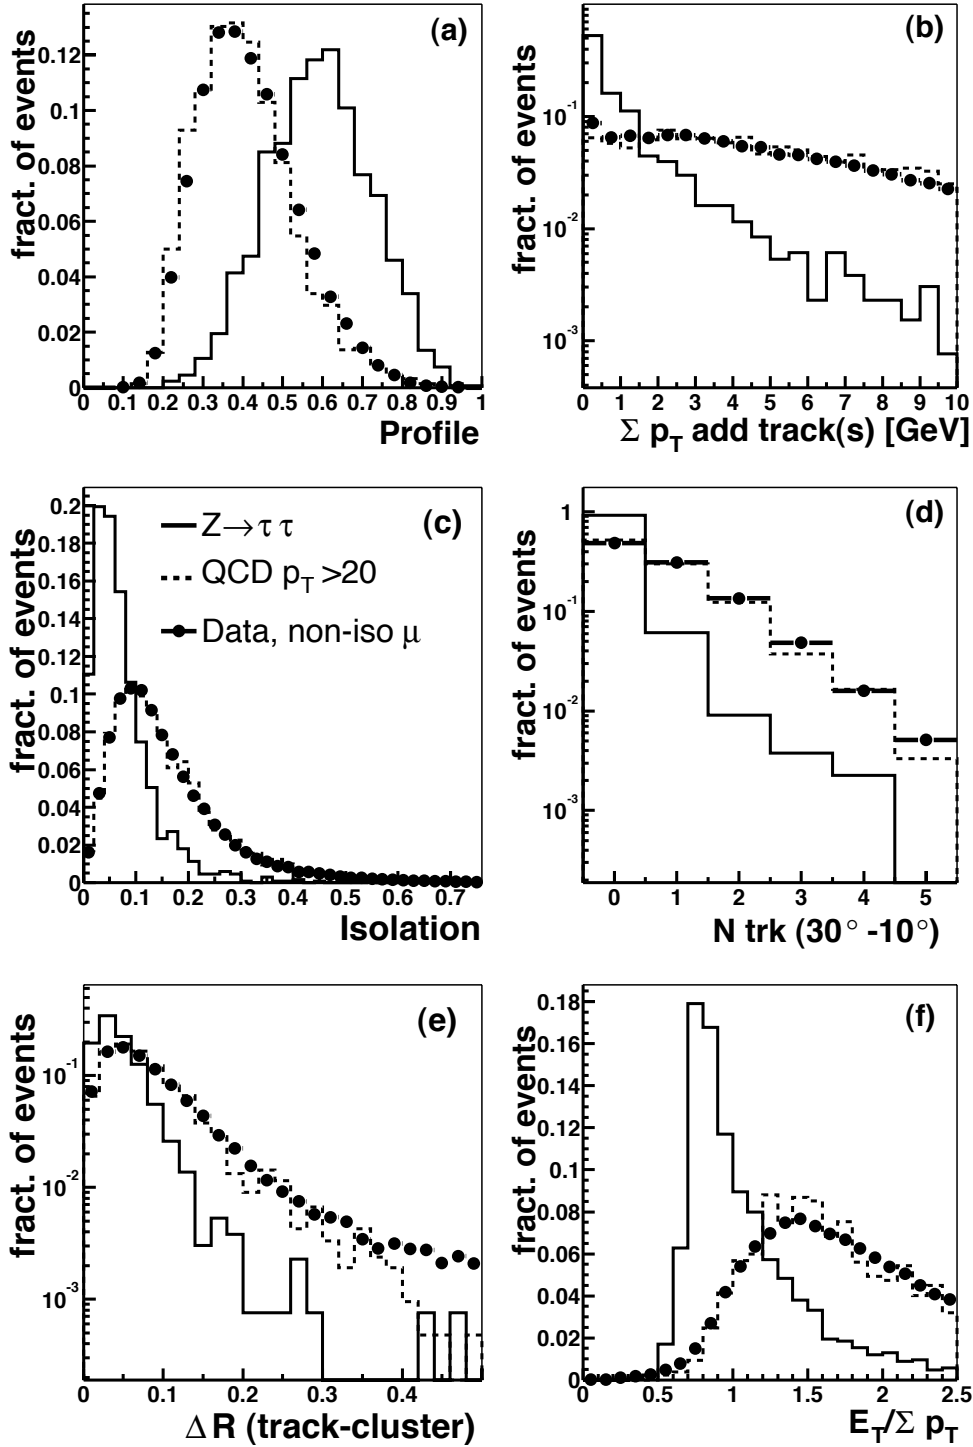 (a)
fract. of events
0.12
0.1
0.08
0.06
0.04
0.02
0
0 0.1 0.2 0.3 0.4 0.5 0.6 0.7 0.8 0.9 1
Profile
(b)
fract. of events
10^-1
10^-2
10^-3
0 1 2 3 4 5 6 7 8 9 10
Σ p_T add track(s) [GeV]
(c)
fract. of events
0.2
0.18
0.16
0.14
0.12
0.1
0.08
0.06
0.04
0.02
0
Z→τ τ
QCD p_T >20
Data, non-iso μ
0 0.1 0.2 0.3 0.4 0.5 0.6 0.7
Isolation
(d)
fract. of events
1
10^-1
10^-2
10^-3
0 1 2 3 4 5
N trk (30° -10°)
(e)
fract. of events
10^-1
10^-2
10^-3
0 0.1 0.2 0.3 0.4
Δ R (track-cluster)
(f)
fract. of events
0.18
0.16
0.14
0.12
0.1
0.08
0.06
0.04
0.02
0
0 0.5 1 1.5 2 2.5
E_T/Σ p_T